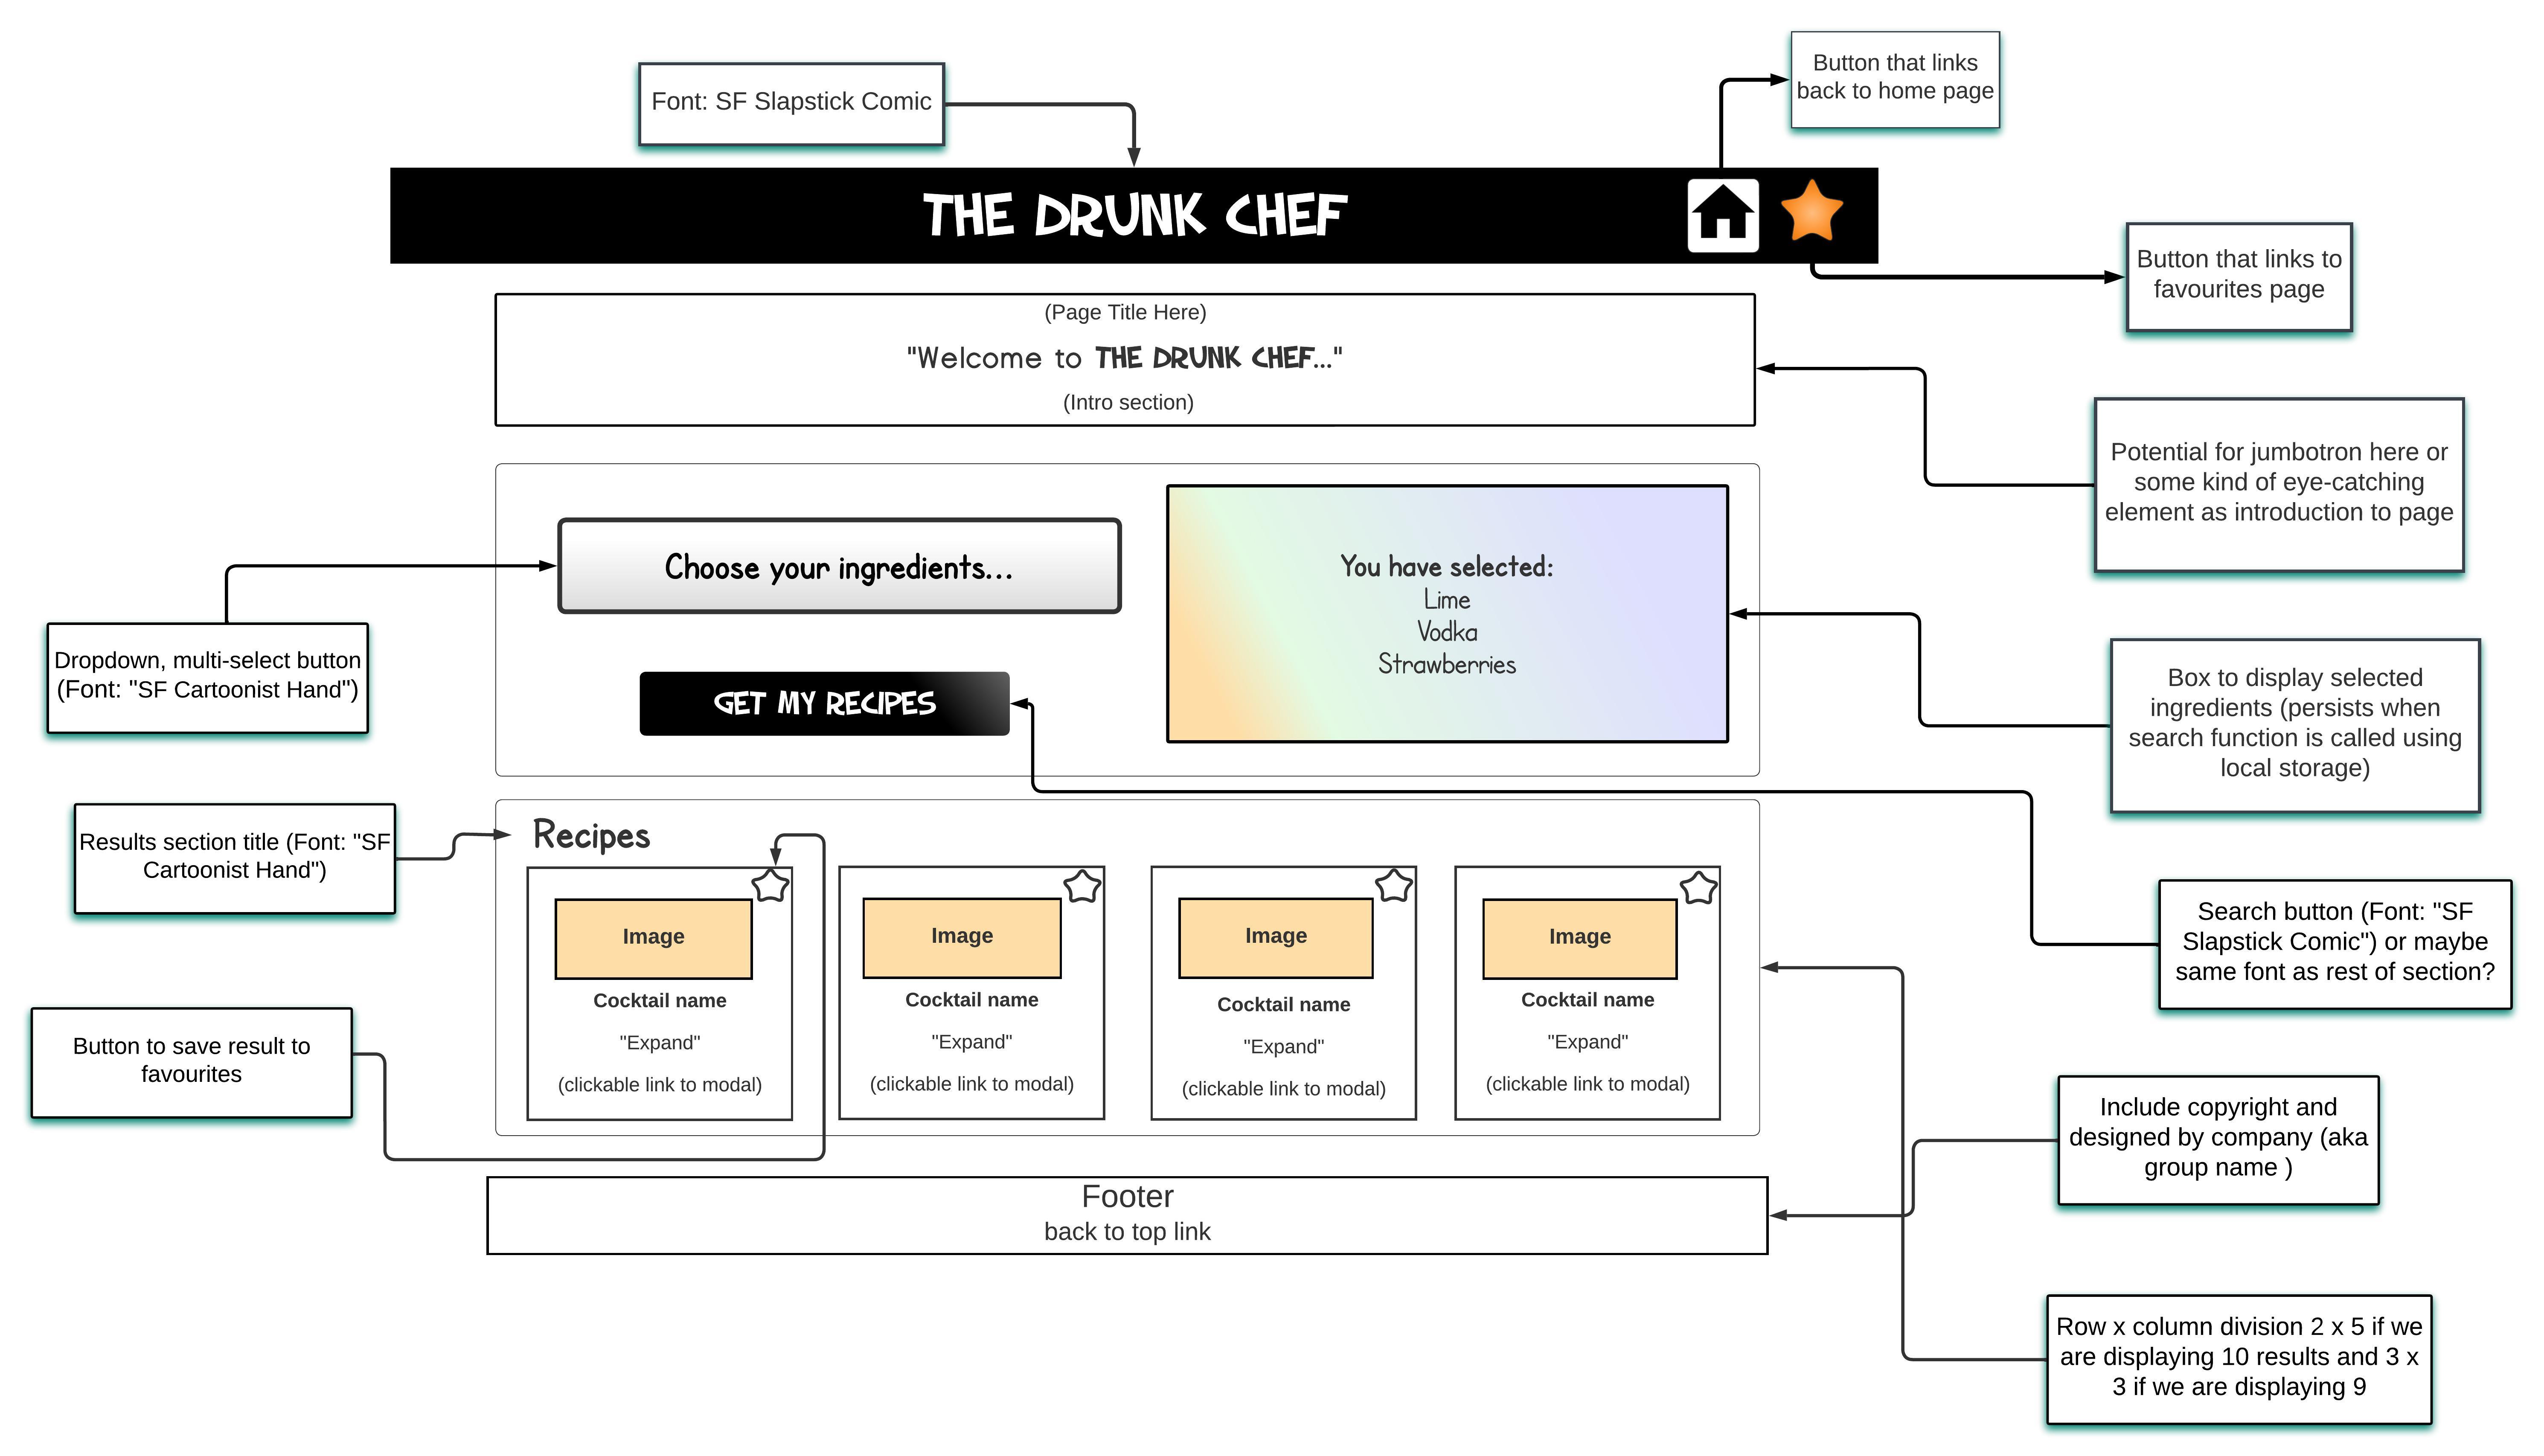 Button that links
back to home page
Font: SF Slapstick Comic
THE DRUNK CHEF
Button that links to
favourites page
(Page Title Here)
"Welcome to THE DRUNK CHEF..."
(Intro section)
Potential for jumbotron here or
some kind of eye-catching
element as introduction to page
Choose your ingredients...
You have selected:
Lime
Vodka
Strawberries
Dropdown, multi-select button
(Font: "SF Cartoonist Hand")
GET MY RECIPES
Box to display selected
ingredients (persists when
search function is called using
local storage)
Results section title (Font: "SF
Cartoonist Hand")
Recipes
Search button (Font: "SF
Slapstick Comic") or maybe
same font as rest of section?
Image
Cocktail name
"Expand"
(clickable link to modal)
Image
Cocktail name
"Expand"
(clickable link to modal)
Image
Cocktail name
"Expand"
(clickable link to modal)
Image
Cocktail name
"Expand"
(clickable link to modal)
Button to save result to
favourites
Include copyright and
designed by company (aka
group name )
Footer
back to top link
Row x column division 2 x 5 if we
are displaying 10 results and 3 x
3 if we are displaying 9